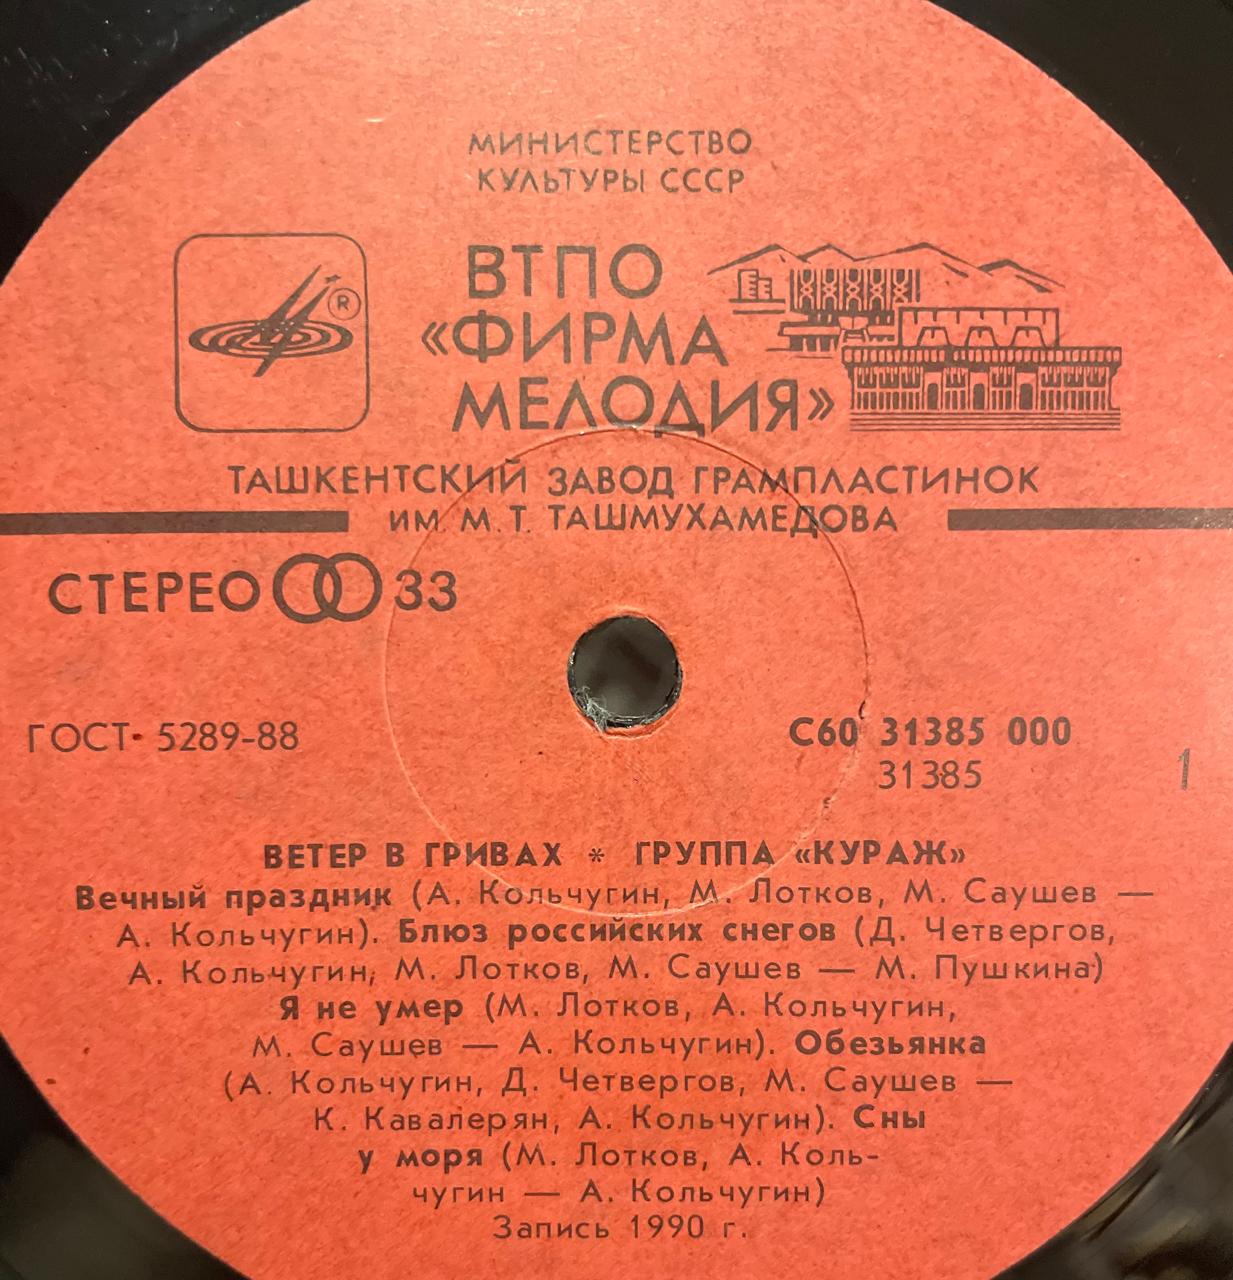 МИНИСТЕРСТВО
КУЛЬТУРЫ СССР
ВТПО
«ФИРМА
МЕЛОДИЯ»
®
ТАШКЕНТСКИЙ ЗАВОД ГРАМПЛАСТИНОК
ИМ. М. Т. ТАШМУХАМЕДОВА
СТЕРЕО 33
ГОСТ 5289-88
С60 31385 000
31385
1
ВЕТЕР В ГРИВАХ * ГРУППА «КУРАЖ»
Вечный праздник (А. Кольчугин, М. Лотков, М. Саушев —
А. Кольчугин). Блюз российских снегов (Д. Четвергов,
А. Кольчугин, М. Лотков, М. Саушев — М. Пушкина)
Я не умер (М. Лотков, А. Кольчугин,
М. Саушев — А. Кольчугин). Обезьянка
(А. Кольчугин, Д. Четвергов, М. Саушев —
К. Кавалерян, А. Кольчугин). Сны
у моря (М. Лотков, А. Коль-
чугин — А. Кольчугин)
Запись 1990 г.